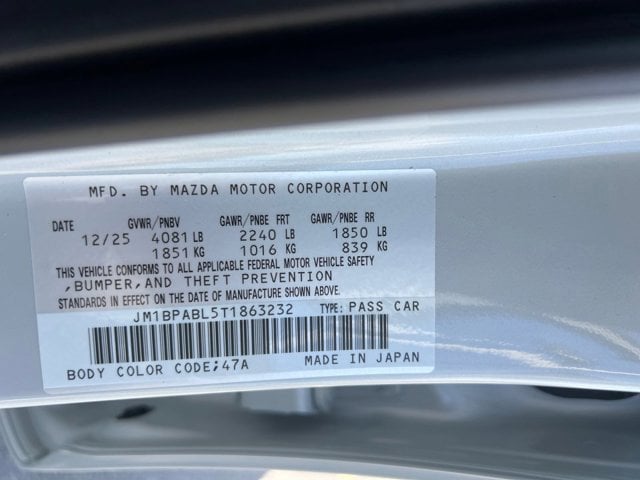 MFD. BY MAZDA MOTOR CORPORATION
DATE GVWR/PNBV GAWR/PNBE FRT GAWR/PNBE RR
12/25 4081 LB 2240 LB 1850 LB
1851 KG 1016 KG 839 KG
THIS VEHICLE CONFORMS TO ALL APPLICABLE FEDERAL MOTOR VEHICLE SAFETY
,BUMPER,AND THEFT PREVENTION
STANDARDS IN EFFECT ON THE DATE OF MANUFACTURE SHOWN ABOVE.
JM1BPABL5T1863232 TYPE: PASS CAR
BODY COLOR CODE;47A MADE IN JAPAN